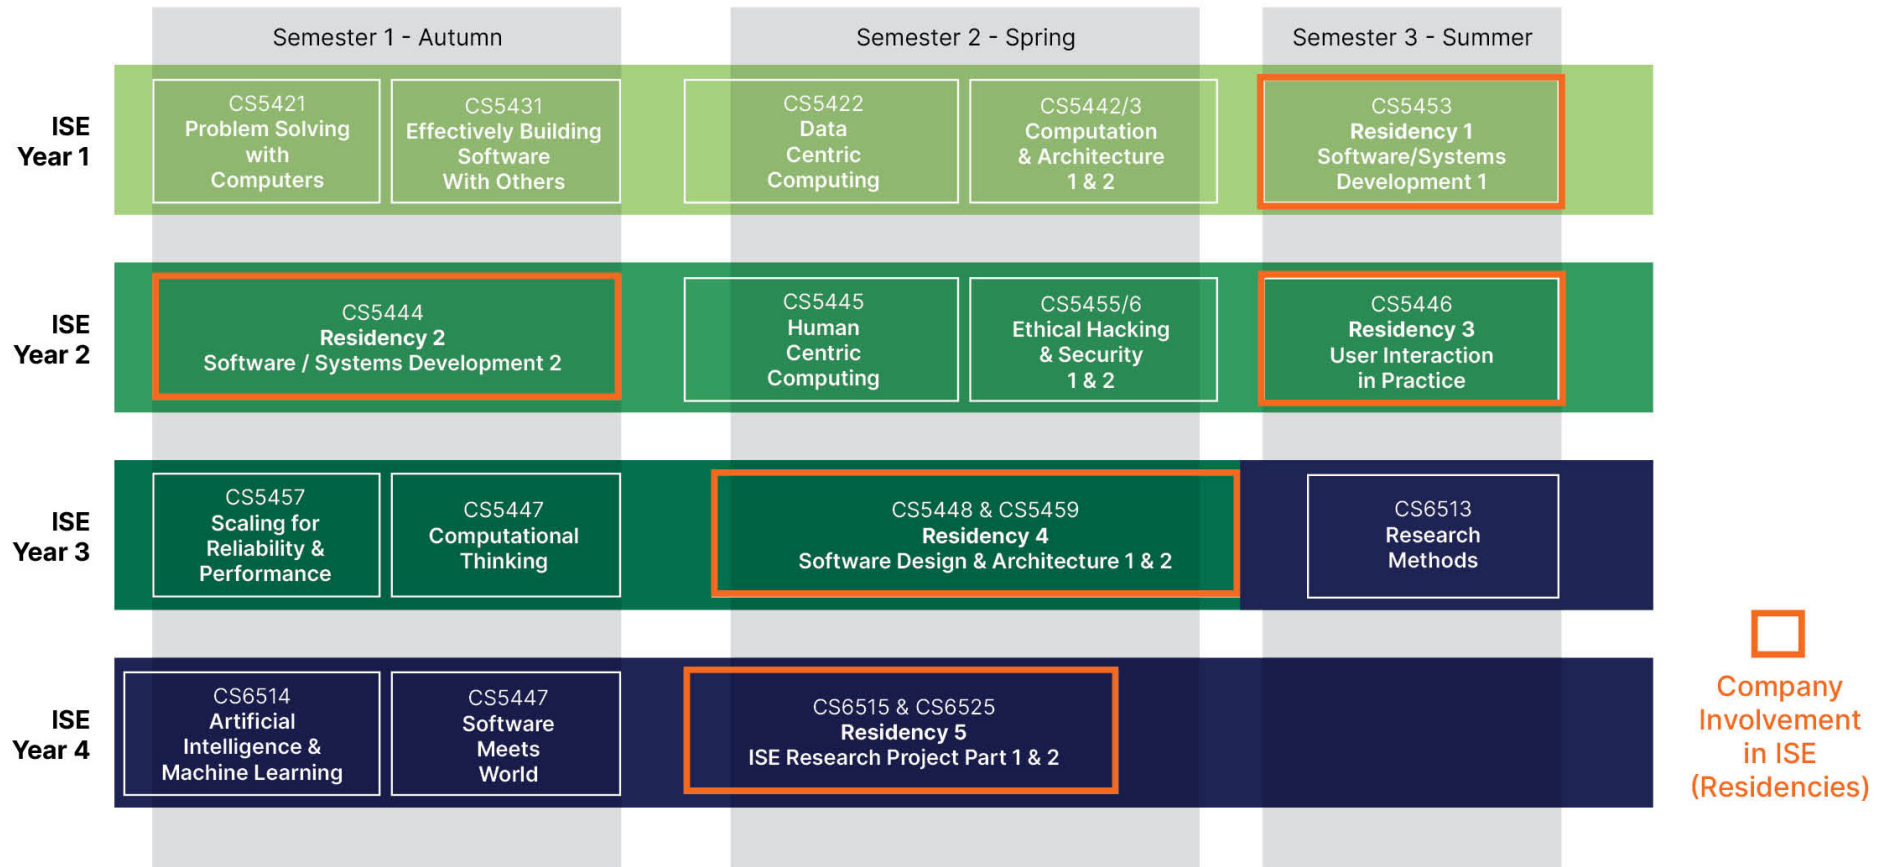 Semester 1 - Autumn
Semester 2 - Spring
Semester 3 - Summer
ISE
Year 1
CS5421
Problem Solving
with
Computers
CS5431
Effectively Building
Software
With Others
CS5422
Data
Centric
Computing
CS5442/3
Computation
& Architecture
1 & 2
CS5453
Residency 1
Software/Systems
Development 1
ISE
Year 2
CS5444
Residency 2
Software / Systems Development 2
CS5445
Human
Centric
Computing
CS5455/6
Ethical Hacking
& Security
1 & 2
CS5446
Residency 3
User Interaction
in Practice
ISE
Year 3
CS5457
Scaling for
Reliability &
Performance
CS5447
Computational
Thinking
CS5448 & CS5459
Residency 4
Software Design & Architecture 1 & 2
CS6513
Research
Methods
ISE
Year 4
CS6514
Artificial
Intelligence &
Machine Learning
CS5447
Software
Meets
World
CS6515 & CS6525
Residency 5
ISE Research Project Part 1 & 2
Company
Involvement
in ISE
(Residencies)